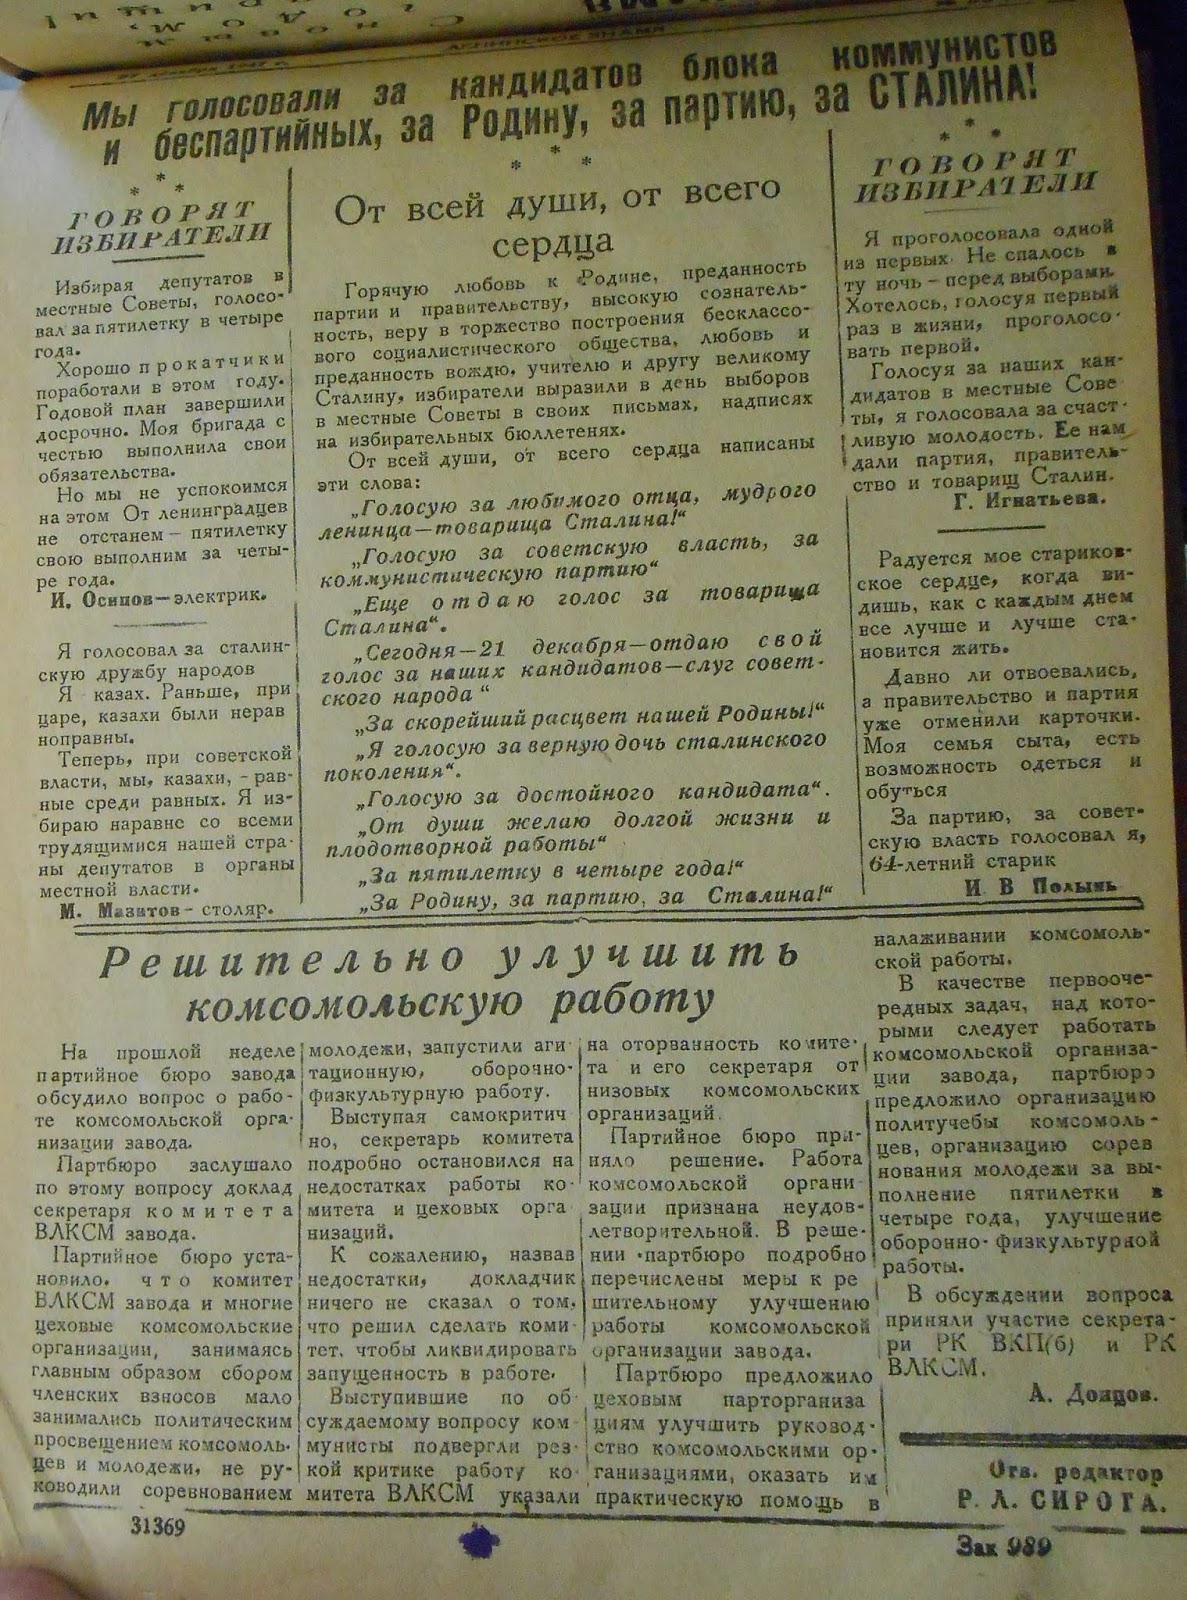 ЛЕНИНСКОЕ ЗНАМЯ
1947 г.
Мы голосовали за кандидатов блока коммунистов
и беспартийных, за Родину, за партию, за СТАЛИНА!
* * *
ГОВОРЯТ
ИЗБИРАТЕЛИ
Избирая депутатов в
местные Советы, голосо-
вал за пятилетку в четыре
года.
Хорошо прокатчики
поработали в этом году.
Годовой план завершили
досрочно. Моя бригада с
честью выполнила свои
обязательства.
Но мы не успокоимся
на этом От ленинградцев
не отстанем — пятилетку
свою выполним за четы-
ре года.
И. Осипов—электрик.
Я голосовал за сталин-
скую дружбу народов
Я казах. Раньше, при
царе, казахи были нерав
ноправны.
Теперь, при советской
власти, мы, казахи, - рав-
ные среди равных. Я из-
бираю наравне со всеми
трудящимися нашей стра-
ны депутатов в органы
местной власти.
М. Мазитов - столяр.
* * *
От всей души, от всего
сердца
Горячую любовь к Родине, преданность
партии и правительству, высокую сознатель-
ность, веру в торжество построения бесклассо-
вого социалистического общества, любовь и
преданность вождю, учителю и другу великому
Сталину, избиратели выразили в день выборов
в местные Советы в своих письмах, надписях
на избирательных бюллетенях.
От всей души, от всего сердца написаны
эти слова:
„Голосую за любимого отца, мудрого
ленинца—товарища Сталина!“
„Голосую за советскую власть, за
коммунистическую партию“
„Еще отдаю голос за товарища
Сталина“.
„Сегодня—21 декабря—отдаю свой
голос за наших кандидатов—слуг совет-
ского народа“
„За скорейший расцвет нашей Родины!“
„Я голосую за верную дочь сталинского
поколения“.
„Голосую за достойного кандидата“.
„От души желаю долгой жизни и
плодотворной работы“
„За пятилетку в четыре года!“
„За Родину, за партию, за Сталина!“
* * *
ГОВОРЯТ
ИЗБИРАТЕЛИ
Я проголосовала одной
из первых. Не спалось в
ту ночь – перед выборами.
Хотелось, голосуя первый
раз в жизни, проголосо-
вать первой.
Голосуя за наших кан-
дидатов в местные Сове
ты, я голосовала за счаст-
ливую молодость. Ее нам
дали партия, правитель-
ство и товарищ Сталин.
Г. Игнатьева.
Радуется мое стариков-
ское сердце, когда ви-
дишь, как с каждым днем
все лучше и лучше ста-
новится жить.
Давно ли отвоевались,
а правительство и партия
уже отменили карточки.
Моя семья сыта, есть
возможность одеться и
обуться
За партию, за совет-
скую власть голосовал я,
64-летний старик
И В Полынь
Решительно улучшить
комсомольскую работу
На прошлой неделе
партийное бюро завода
обсудило вопрос о рабо-
те комсомольской орга-
низации завода.
Партбюро заслушало
по этому вопросу доклад
секретаря комитета
ВЛКСМ завода.
Партийное бюро уста-
новило, что комитет
ВЛКСМ завода и многие
цеховые комсомольские
организации, занимаясь
главным образом сбором
членских взносов мало
занимались политическим
просвещением комсомоль-
цев и молодежи, не ру-
ководили соревнованием
молодежи, запустили аги
тационную, оборочно-
физкультурную работу.
Выступая самокритич
но, секретарь комитета
подробно остановился на
недостатках работы ко-
митета и цеховых орга
низаций.
К сожалению, назвав
недостатки, докладчик
ничего не сказал о том,
что решил сделать коми-
тет, чтобы ликвидировать
запущенность в работе.
Выступившие по об
суждаемому вопросу ком-
мунисты подвергли рез-
кой критике работу ко-
митета ВЛКСМ указали
на оторванность комите-
та и его секретаря от
низовых комсомольских
организаций.
Партийное бюро при-
няло решение. Работа
комсомольской органи
зации признана неудов-
летворительной. В реше-
нии партбюро подробно
перечислены меры к ре
шительному улучшению
работы комсомольской
организации завода.
Партбюро предложило
цеховым парторганиза
циям улучшить руковод-
ство комсомольскими ор-
ганизациями, оказать им
практическую помощь в
налаживании комсомоль-
ской работы.
В качестве первооче-
редных задач, над кото-
рыми следует работать
комсомольской организа-
ции завода, партбюро
предложило организацию
политучебы комсомоль-
цев, организацию сорев
нования молодежи за вы-
полнение пятилетки в
четыре года, улучшение
оборонно-физкультурной
работы.
В обсуждении вопроса
приняли участие секрета-
ри РК ВКП(б) и РК
ВЛКСМ.
А. Донцов.
Отв. редактор
Р. Л. СИРОТА.
31369
Зак 989